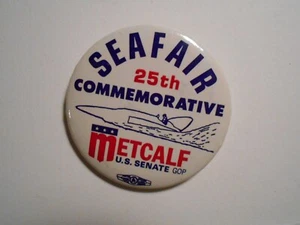 SEAFAIR
25th
COMMEMORATIVE
METCALF
U.S. SENATE GOP